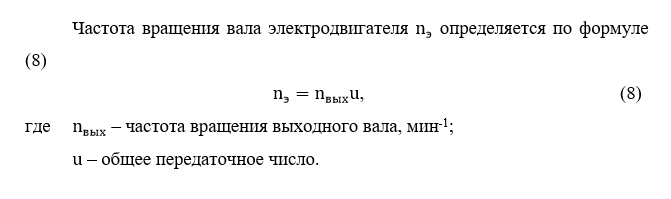 Частота вращения вала электродвигателя nэ определяется по формуле
(8)
nэ = nвыхu, (8)
где nвых – частота вращения выходного вала, мин-1;
u – общее передаточное число.